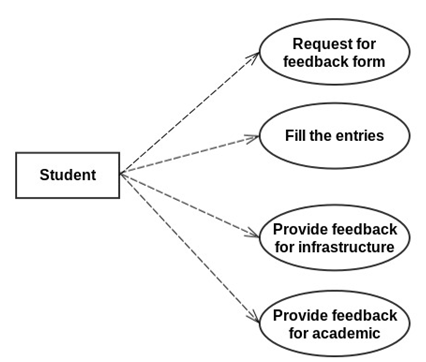 Request for
feedback form
Fill the entries
Student
Provide feedback
for infrastructure
Provide feedback
for academic